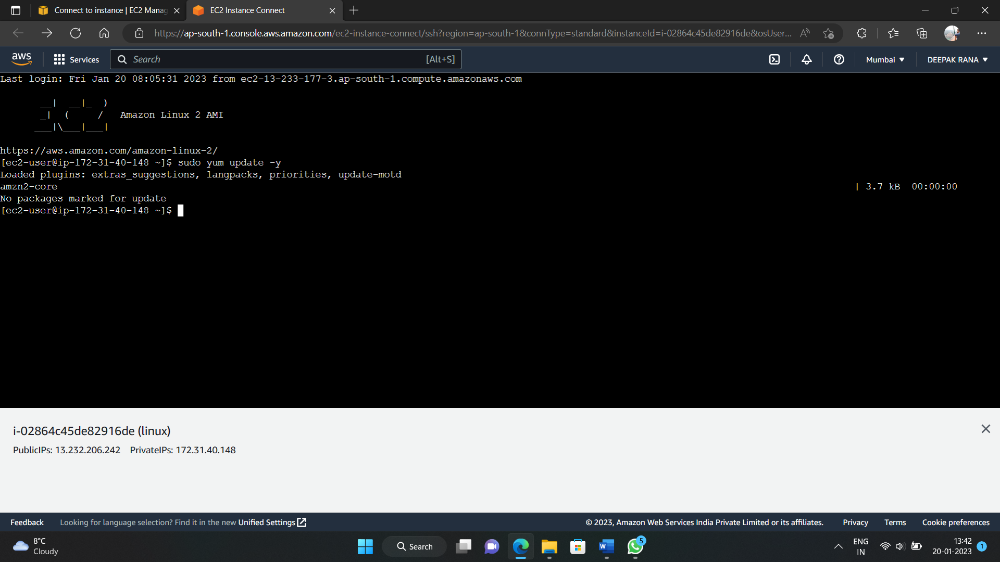 Connect to instance | EC2 Manag
EC2 Instance Connect
https://ap-south-1.console.aws.amazon.com/ec2-instance-connect/ssh?region=ap-south-1&connType=standard&instanceId=i-02864c45de82916de&osUser...
aws
Services
Search
[Alt+S]
Mumbai ▼
DEEPAK RANA ▼
Last login: Fri Jan 20 08:05:31 2023 from ec2-13-233-177-3.ap-south-1.compute.amazonaws.com
       __|  __|_  )
       _|  (     /   Amazon Linux 2 AMI
      ___|\___|___|
https://aws.amazon.com/amazon-linux-2/
[ec2-user@ip-172-31-40-148 ~]$ sudo yum update -y
Loaded plugins: extras_suggestions, langpacks, priorities, update-motd
amzn2-core | 3.7 kB 00:00:00
No packages marked for update
[ec2-user@ip-172-31-40-148 ~]$
i-02864c45de82916de (linux)
PublicIPs: 13.232.206.242 PrivateIPs: 172.31.40.148
Feedback
Looking for language selection? Find it in the new Unified Settings
© 2023, Amazon Web Services India Private Limited or its affiliates.
Privacy
Terms
Cookie preferences
8°C
Cloudy
Search
W
5
ENG
IN
13:42
20-01-2023
1